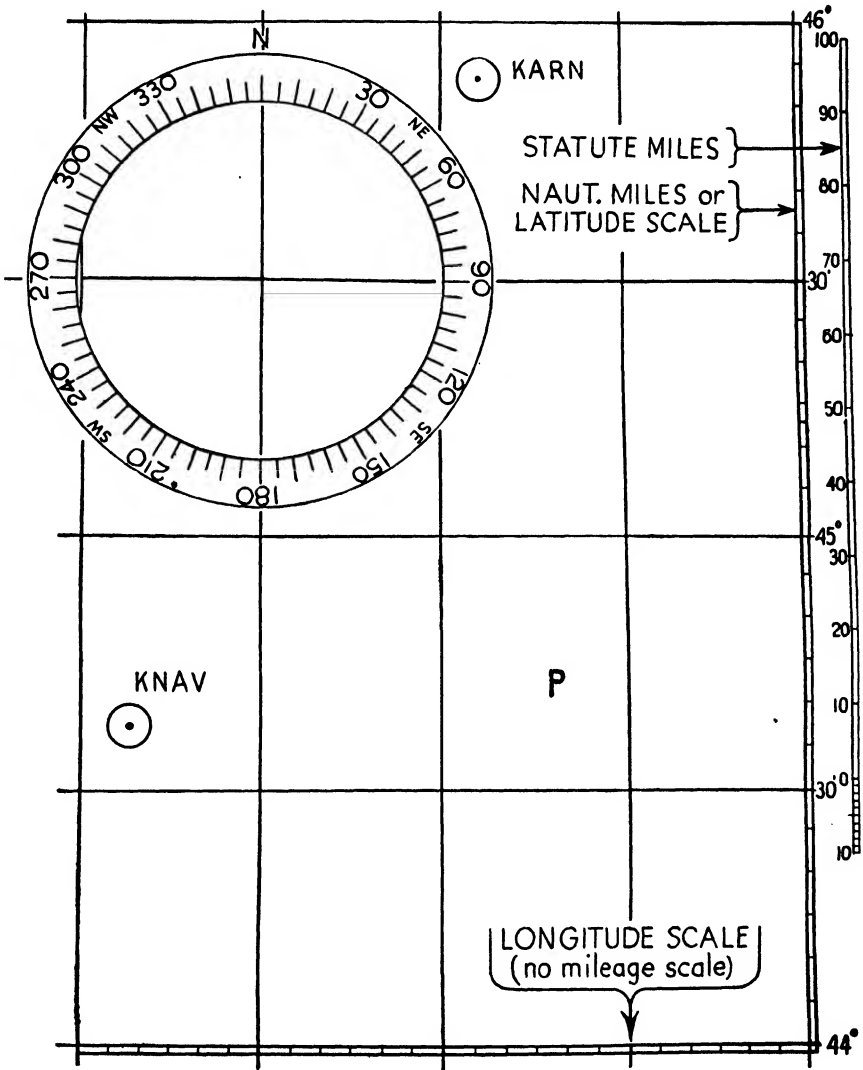 46°
100
N
KARN
330
30
NW
NE
90
STATUTE MILES
300
60
80
NAUT. MILES or
LATITUDE SCALE
70
270
90
30'
60
240
120
50
SW
SE
210
150
40
180
45°
30
20
KNAV
P
10
0
30'
10
LONGITUDE SCALE
(no mileage scale)
44°